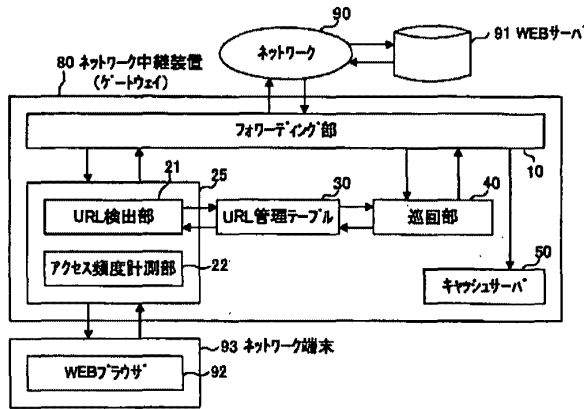 90
ネットワーク
91 WEBサーバ
80 ネットワーク中継装置
(ゲートウェイ)
フォワーディング部
10
21
25
30
40
URL検出部
URL管理テーブル
巡回部
アクセス頻度計測部
22
50
キャッシュサーバ
93 ネットワーク端末
WEBブラウザ
92